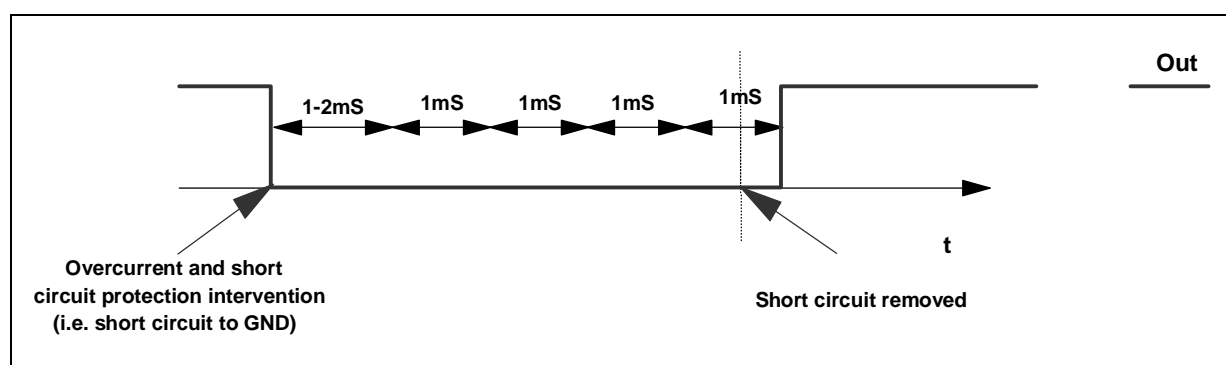 Out
1-2mS 1mS 1mS 1mS 1mS
t
Overcurrent and short
circuit protection intervention
(i.e. short circuit to GND)
Short circuit removed